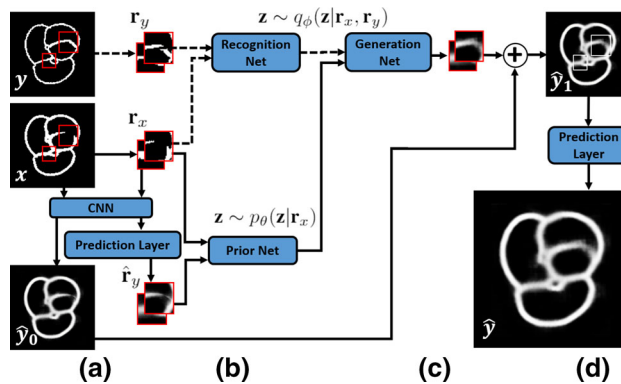 r_y
z ∼ q_ϕ(z|r_x, r_y)
y
Recognition Net
Generation Net
+
ŷ_1
r_x
x
Prediction Layer
CNN
z ∼ p_θ(z|r_x)
Prediction Layer
Prior Net
r̂_y
ŷ_0
ŷ
(a) (b) (c) (d)